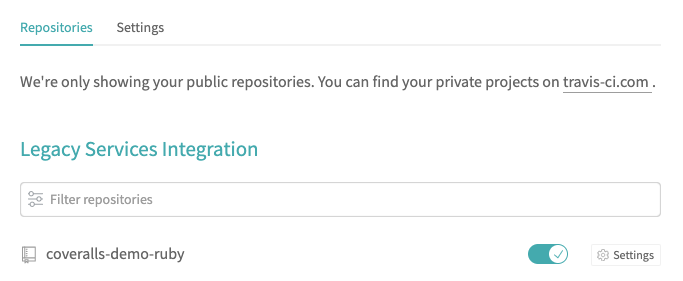 Repositories Settings
We're only showing your public repositories. You can find your private projects on travis-ci.com .
Legacy Services Integration
Filter repositories
coveralls-demo-ruby Settings